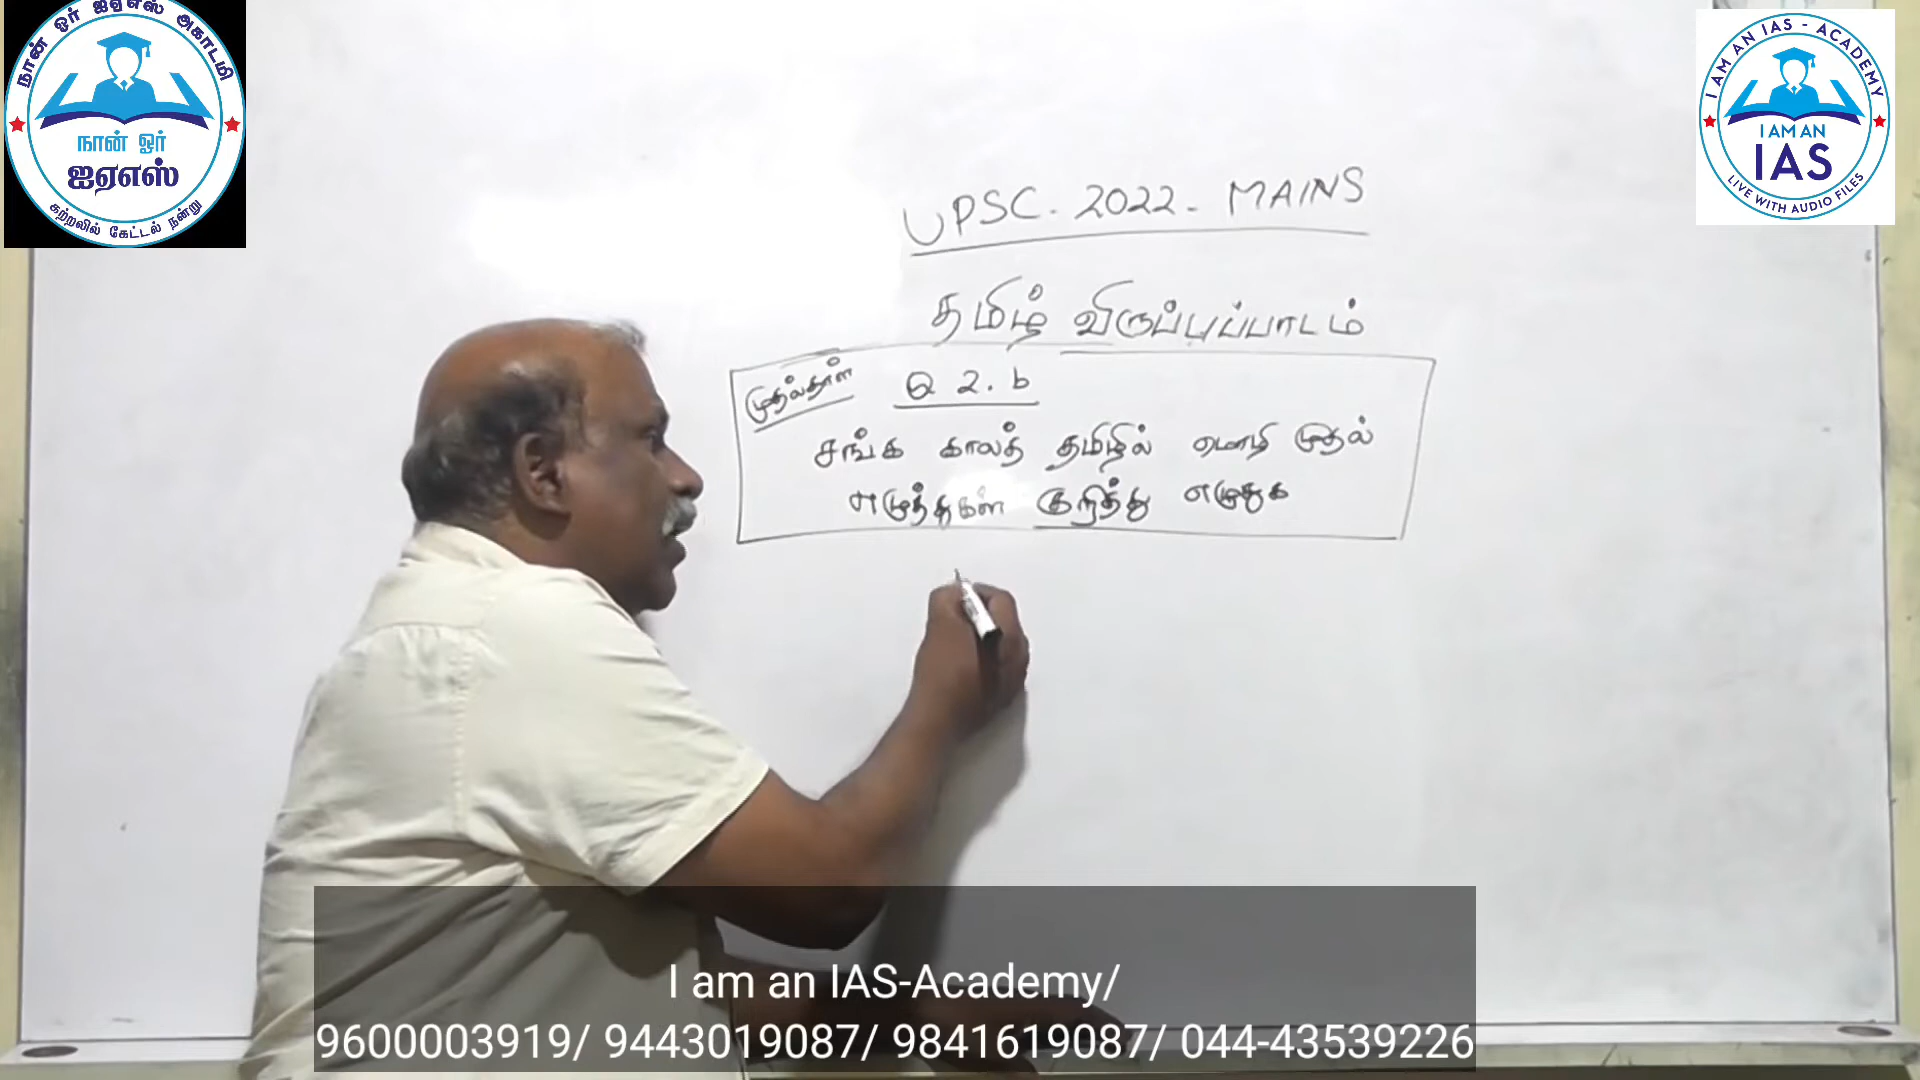 நான் ஓர் ஐஏஎஸ் அகாடமி
நான் ஓர்
ஐஏஎஸ்
கற்றலில் கேட்டல் நன்று
I AM AN IAS - ACADEMY
I AM AN
IAS
LIVE WITH AUDIO FILES
UPSC. 2022. MAINS
தமிழ் விருப்பப்பாடம்
முதல்தாள் Q 2. b
சங்க காலத் தமிழில் மொழி முதல்
எழுத்துகள் குறித்து எழுதுக
I am an IAS-Academy/
9600003919/ 9443019087/ 9841619087/ 044-43539226